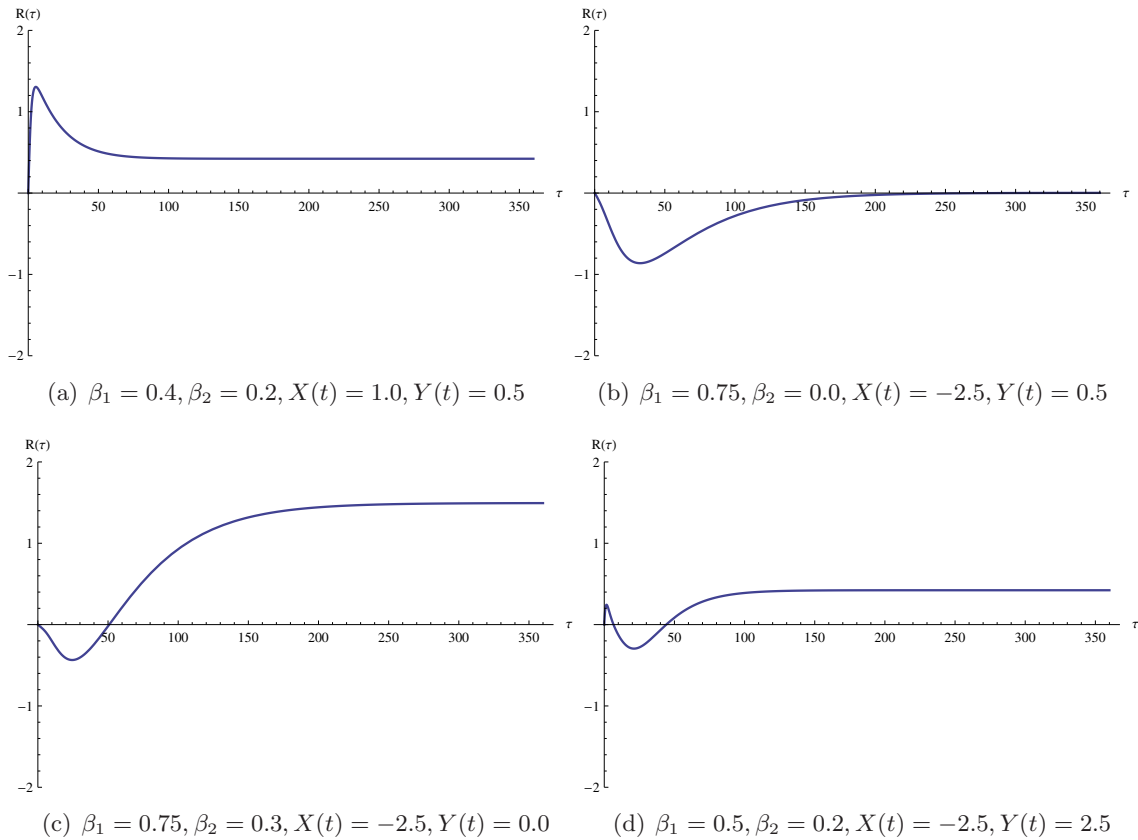 R(τ)
2
1
50 100 150 200 250 300 350 τ
−1
−2
(a) β₁ = 0.4, β₂ = 0.2, X(t) = 1.0, Y(t) = 0.5
R(τ)
2
1
50 100 150 200 250 300 350 τ
−1
−2
(b) β₁ = 0.75, β₂ = 0.0, X(t) = −2.5, Y(t) = 0.5
R(τ)
2
1
50 100 150 200 250 300 350 τ
−1
−2
(c) β₁ = 0.75, β₂ = 0.3, X(t) = −2.5, Y(t) = 0.0
R(τ)
2
1
50 100 150 200 250 300 350 τ
−1
−2
(d) β₁ = 0.5, β₂ = 0.2, X(t) = −2.5, Y(t) = 2.5